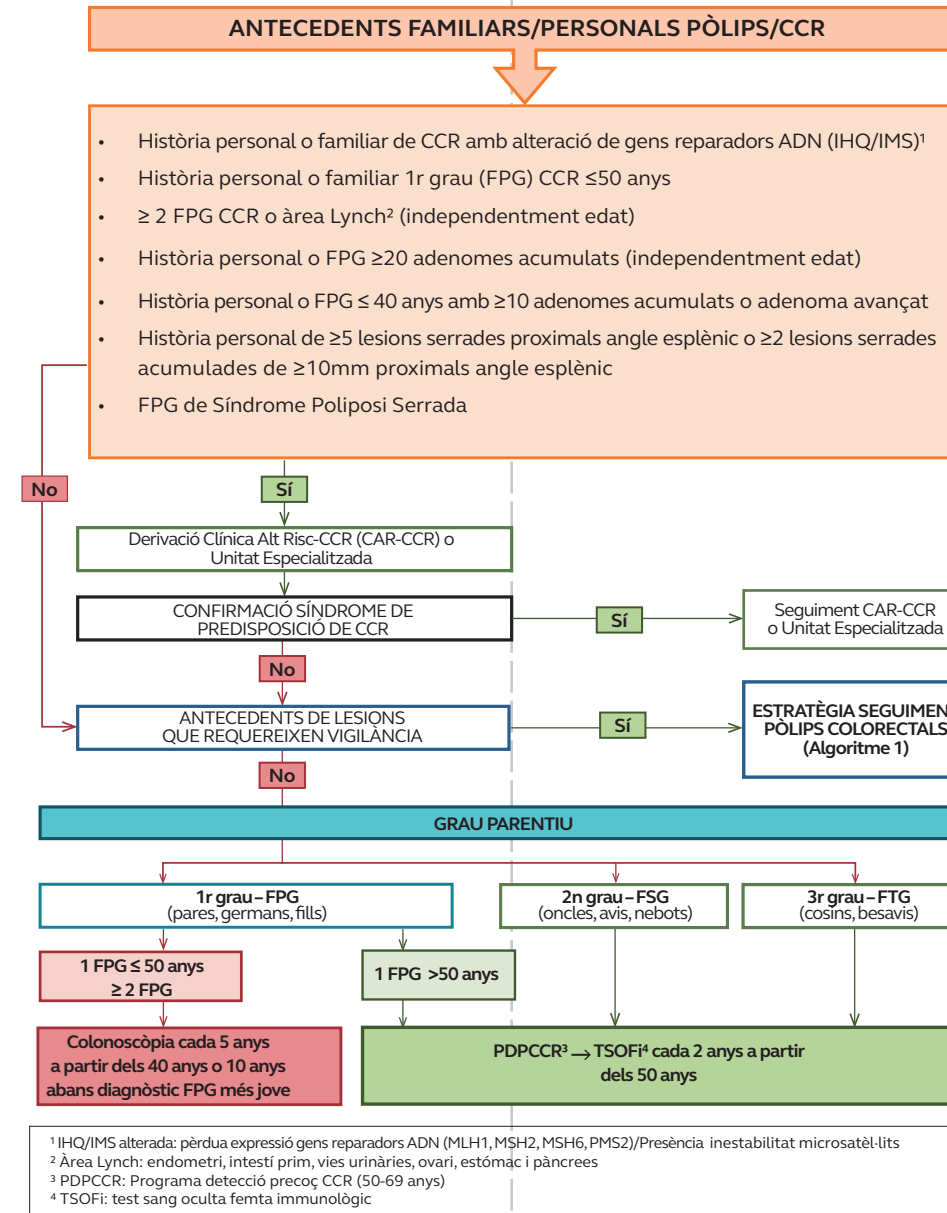 ANTECEDENTS FAMILIARS/PERSONALS PÒLIPS/CCR
• Història personal o familiar de CCR amb alteració de gens reparadors ADN (IHQ/IMS)¹
• Història personal o familiar 1r grau (FPG) CCR ≤50 anys
• ≥ 2 FPG CCR o àrea Lynch² (independentment edat)
• Història personal o FPG ≥20 adenomes acumulats (independentment edat)
• Història personal o FPG ≤ 40 anys amb ≥10 adenomes acumulats o adenoma avançat
• Història personal de ≥5 lesions serrades proximals angle esplènic o ≥2 lesions serrades
acumulades de ≥10mm proximals angle esplènic
• FPG de Síndrome Poliposi Serrada
No
Sí
Derivació Clínica Alt Risc-CCR (CAR-CCR) o
Unitat Especialitzada
CONFIRMACIÓ SÍNDROME DE
PREDISPOSICIÓ DE CCR
Sí
Seguiment CAR-CCR
o Unitat Especialitzada
No
ANTECEDENTS DE LESIONS
QUE REQUEREIXEN VIGILÀNCIA
Sí
ESTRATÈGIA SEGUIMEN
PÒLIPS COLORECTALS
(Algoritme 1)
No
GRAU PARENTIU
1r grau – FPG
(pares, germans, fills)
2n grau – FSG
(oncles, avis, nebots)
3r grau – FTG
(cosíns, besavis)
1 FPG ≤ 50 anys
≥ 2 FPG
1 FPG >50 anys
Colonoscòpia cada 5 anys
a partir dels 40 anys o 10 anys
abans diagnòstic FPG més jove
PDPCCR³ → TSOFi⁴ cada 2 anys a partir
dels 50 anys
¹ IHQ/IMS alterada: pèrdua expressió gens reparadors ADN (MLH1, MSH2, MSH6, PMS2)/Presència inestabilitat microsatèl·lits
² Àrea Lynch: endometri, intestí prim, vies urinàries, ovari, estómac i pàncrees
³ PDPCCR: Programa detecció precoç CCR (50-69 anys)
⁴ TSOFi: test sang oculta femta immunològic